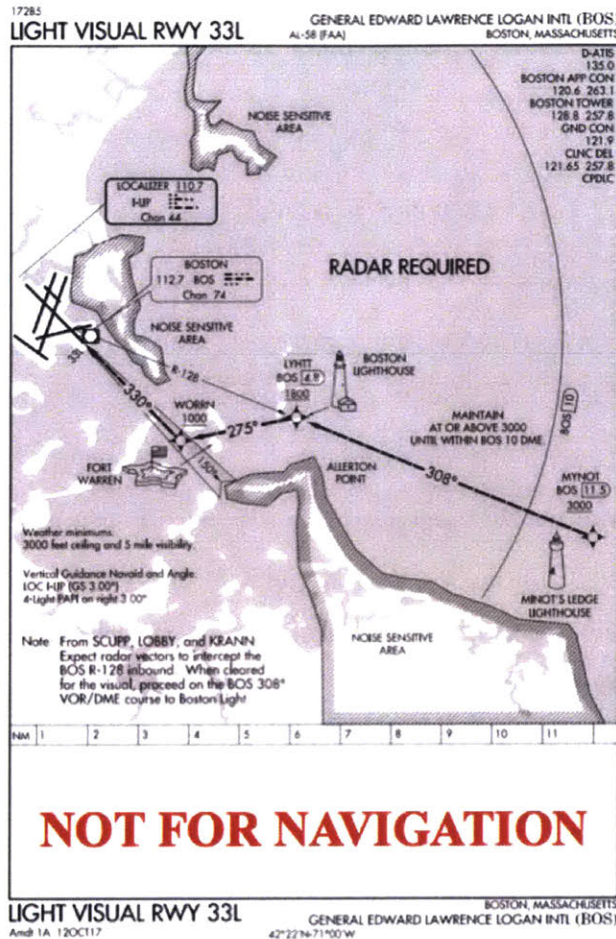 17285
LIGHT VISUAL RWY 33L
AL-58 (FAA)
GENERAL EDWARD LAWRENCE LOGAN INTL (BOS)
BOSTON, MASSACHUSETTS
D-ATIS
135.0
BOSTON APP CON
120.6 263.1
BOSTON TOWER
128.8 257.8
GND CON
121.9
CLNC DEL
121.65 257.8
CPDLC
NOISE SENSITIVE
AREA
LOCALIZER 110.7
I-LIP
Chan 44
RADAR REQUIRED
BOSTON
112.7 BOS
Chan 74
NOISE SENSITIVE
AREA
33L
R-128
LYHTT
BOS 4.8
1800
BOSTON
LIGHTHOUSE
330°
WORRN
1000
275°
MAINTAIN
AT OR ABOVE 3000
UNTIL WITHIN BOS 10 DME.
BOS 10
308°
FORT
WARREN
ALLERTON
POINT
MYNOT
BOS 11.5
3000
MINOT'S LEDGE
LIGHTHOUSE
Weather minimums
3000 feet ceiling and 5 mile visibility.
Vertical Guidance Navaid and Angle
LOC I-LIP (GS 3.00°)
4-Light PAPI on right 3.00°
Note From SCUPP, LOBBY, and KRANN
Expect radar vectors to intercept the
BOS R-128 inbound. When cleared
for the visual, proceed on the BOS 308°
VOR/DME course to Boston Light
NOISE SENSITIVE
AREA
NM 1 2 3 4 5 6 7 8 9 10 11
NOT FOR NAVIGATION
LIGHT VISUAL RWY 33L
Amdt 1A 12OCT17
42°22'N-71°00'W
BOSTON, MASSACHUSETTS
GENERAL EDWARD LAWRENCE LOGAN INTL (BOS)